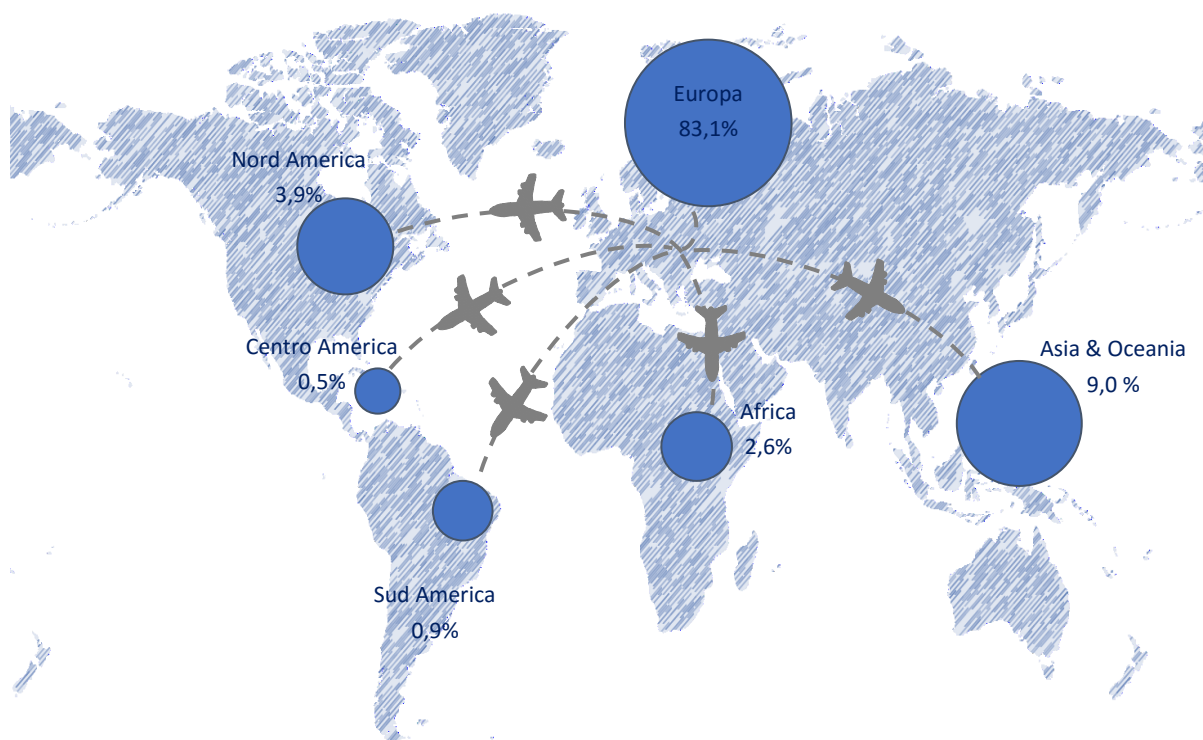 Europa
83,1%
Nord America
3,9%
Centro America
0,5%
Asia & Oceania
9,0 %
Africa
2,6%
Sud America
0,9%